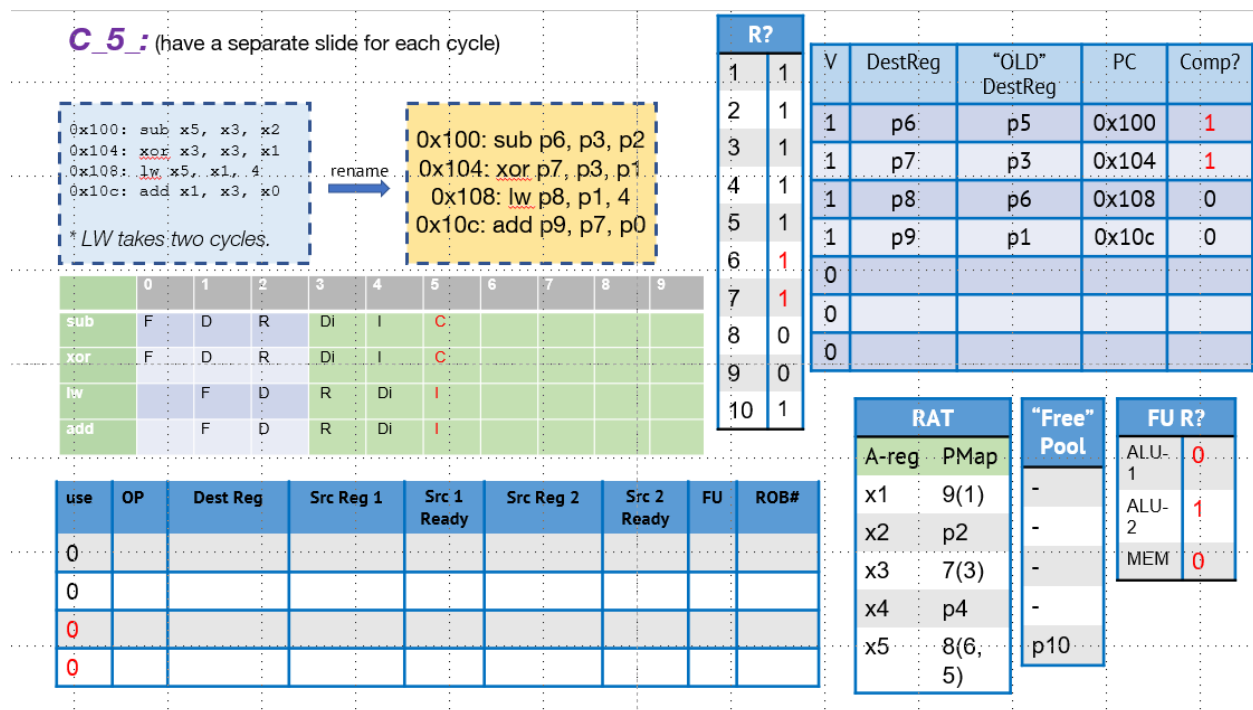 C_5_: (have a separate slide for each cycle)
0x100: sub x5, x3, x2
0x104: xor x3, x3, x1
0x108: lw x5, x1, 4
0x10c: add x1, x3, x0
* LW takes two cycles.
rename
0x100: sub p6, p3, p2
0x104: xor p7, p3, p1
0x108: lw p8, p1, 4
0x10c: add p9, p7, p0
0 1 2 3 4 5 6 7 8 9
sub F D R Di I C
xor F D R Di I C
lw F D R Di I
add F D R Di I
R?
1 1
2 1
3 1
4 1
5 1
6 1
7 1
8 0
9 0
10 1
V DestReg "OLD" DestReg PC Comp?
1 p6 p5 0x100 1
1 p7 p3 0x104 1
1 p8 p6 0x108 0
1 p9 p1 0x10c 0
0
0
0
use OP Dest Reg Src Reg 1 Src 1 Ready Src Reg 2 Src 2 Ready FU ROB#
0
0
0
0
RAT
A-reg PMap
x1 9(1)
x2 p2
x3 7(3)
x4 p4
x5 8(6, 5)
"Free" Pool
-
-
-
-
p10
FU R?
ALU-1 0
ALU-2 1
MEM 0